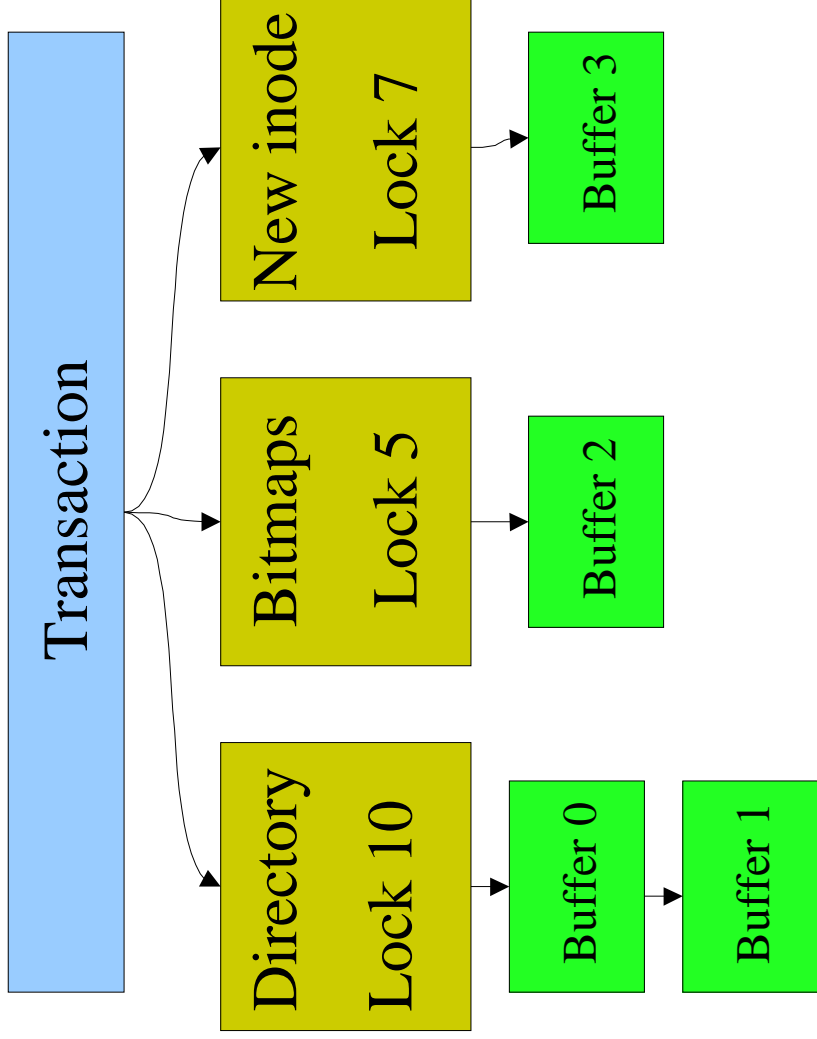 Transaction
Directory
Lock 10
Bitmaps
Lock 5
New inode
Lock 7
Buffer 0
Buffer 1
Buffer 2
Buffer 3